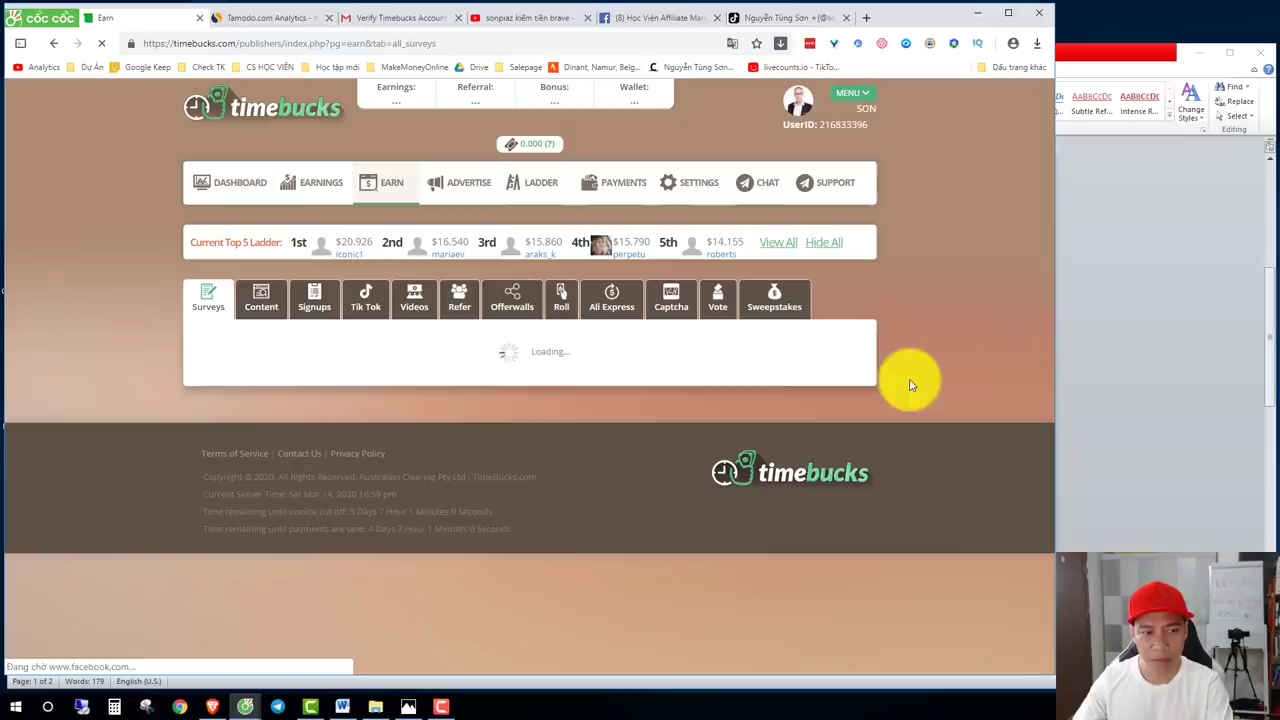 CỐC CỐC
Earn
Tamodo.com Analytics -
Verify Timebucks Account
sonpiaz kiếm tiền brave -
(8) Học Viện Affiliate Mar
Nguyễn Tùng Sơn
https://timebucks.com/publishers/index.php?pg=earn&tab=all_surveys
Analytics
Dự Án
Google Keep
Check TK
CS HỌC VIÊN
Học tập mới
MakeMoneyOnline
Drive
Salepage
Dinant, Namur, Belg...
Nguyễn Tùng Sơn...
livecounts.io - TikTo...
Dấu trang khác
Find
Replace
Select
Editing
AABBCCDC
AABBCCDC
Subtle Ref...
Intense R...
Change
Styles
timebucks
Earnings:
...
Referral:
...
Bonus:
...
Wallet:
...
MENU
SON
UserID: 216833396
0.000 (?)
DASHBOARD
EARNINGS
EARN
ADVERTISE
LADDER
PAYMENTS
SETTINGS
CHAT
SUPPORT
Current Top 5 Ladder:
1st
$20.926
iconic1
2nd
$16.540
mariaev
3rd
$15.860
araks_k
4th
$15.790
perpetu
5th
$14.155
roberts
View All
Hide All
Surveys
Content
Signups
Tik Tok
Videos
Refer
Offerwalls
Roll
Ali Express
Captcha
Vote
Sweepstakes
Loading...
Terms of Service | Contact Us | Privacy Policy
Copyright © 2020. All Rights Reserved. Australian Clearing Pty Ltd - TimeBucks.com
Current Server Time: Sat Mar 14, 2020 16:59 pm
Time remaining until invoice cut off: 3 Days 7 Hour 1 Minutes 0 Seconds
Time remaining until payments are sent: 4 Days 7 Hour 1 Minutes 0 Seconds
timebucks
Đang chờ www.facebook.com...
Page: 1 of 2
Words: 179
English (U.S.)